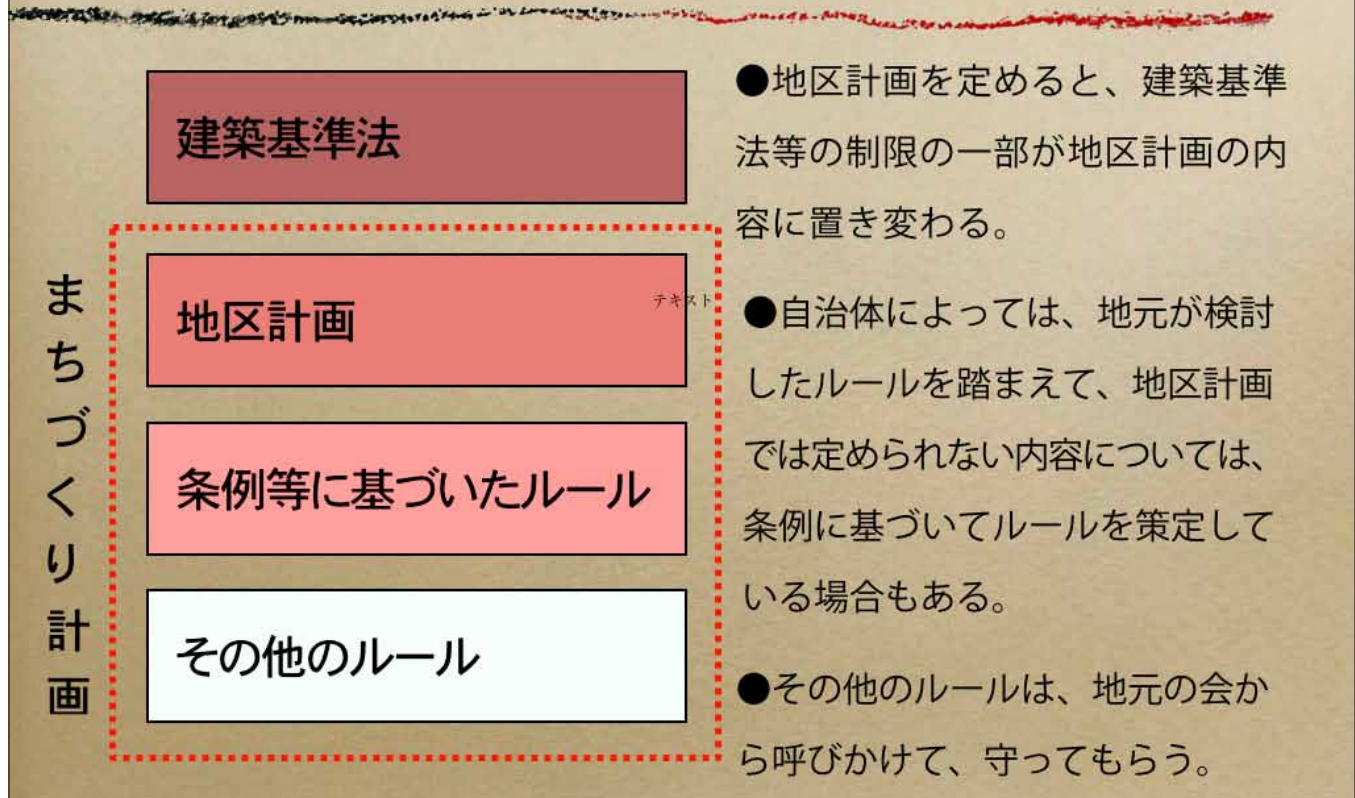 まちづくり計画
建築基準法
地区計画
テキスト
条例等に基づいたルール
その他のルール
●地区計画を定めると、建築基準
法等の制限の一部が地区計画の内
容に置き変わる。
●自治体によっては、地元が検討
したルールを踏まえて、地区計画
では定められない内容については、
条例に基づいてルールを策定して
いる場合もある。
●その他のルールは、地元の会か
ら呼びかけて、守ってもらう。